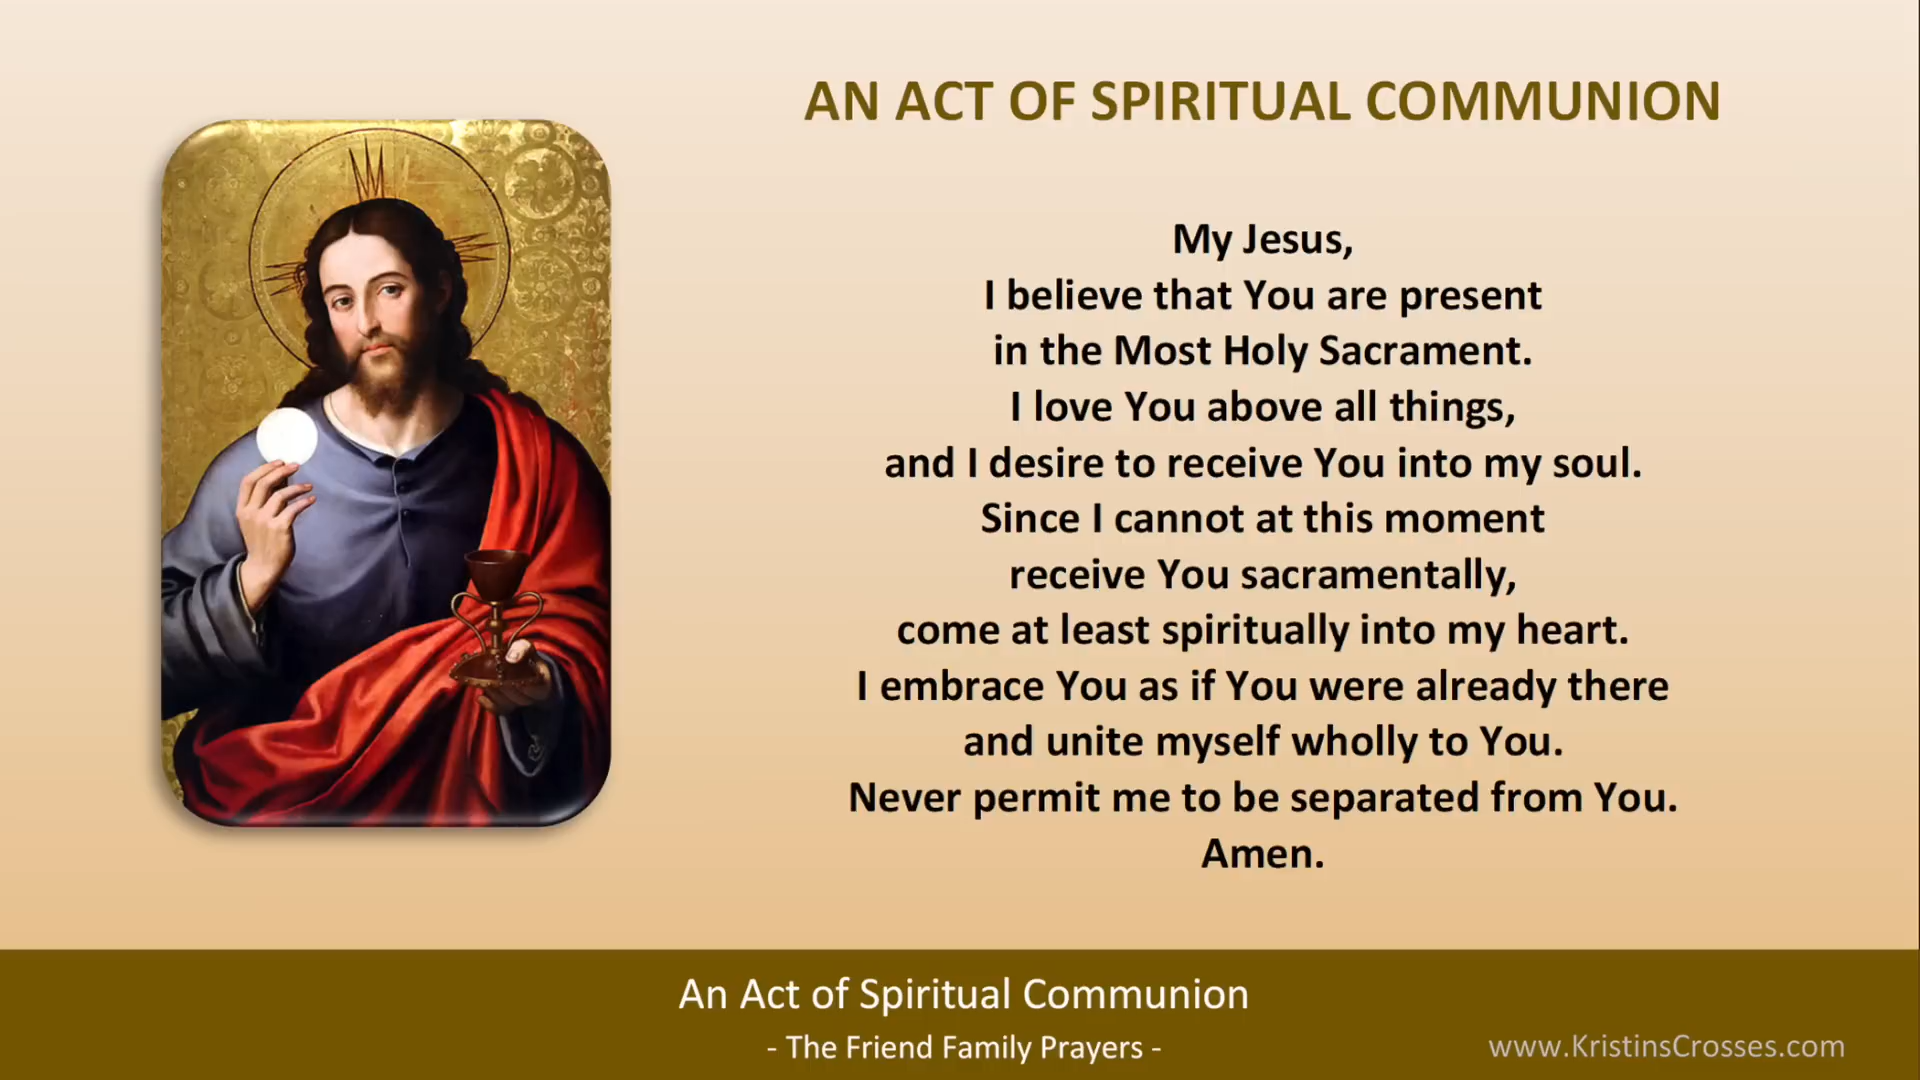 AN ACT OF SPIRITUAL COMMUNION
My Jesus,
I believe that You are present
in the Most Holy Sacrament.
I love You above all things,
and I desire to receive You into my soul.
Since I cannot at this moment
receive You sacramentally,
come at least spiritually into my heart.
I embrace You as if You were already there
and unite myself wholly to You.
Never permit me to be separated from You.
Amen.
An Act of Spiritual Communion
- The Friend Family Prayers -
www.KristinsCrosses.com